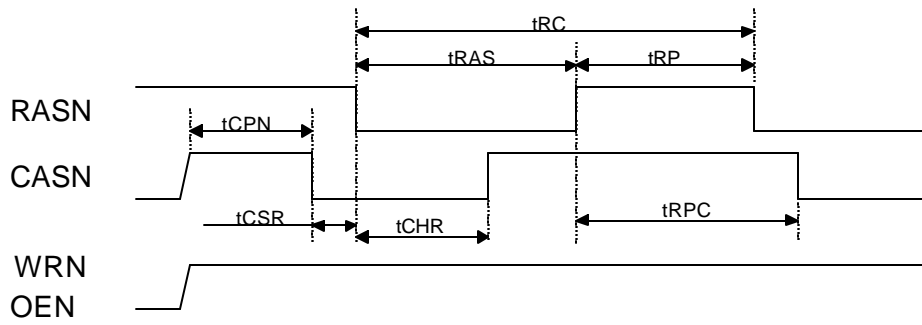 tRC
tRAS
tRP
RASN
tCPN
CASN
tCSR
tCHR
tRPC
WRN
OEN